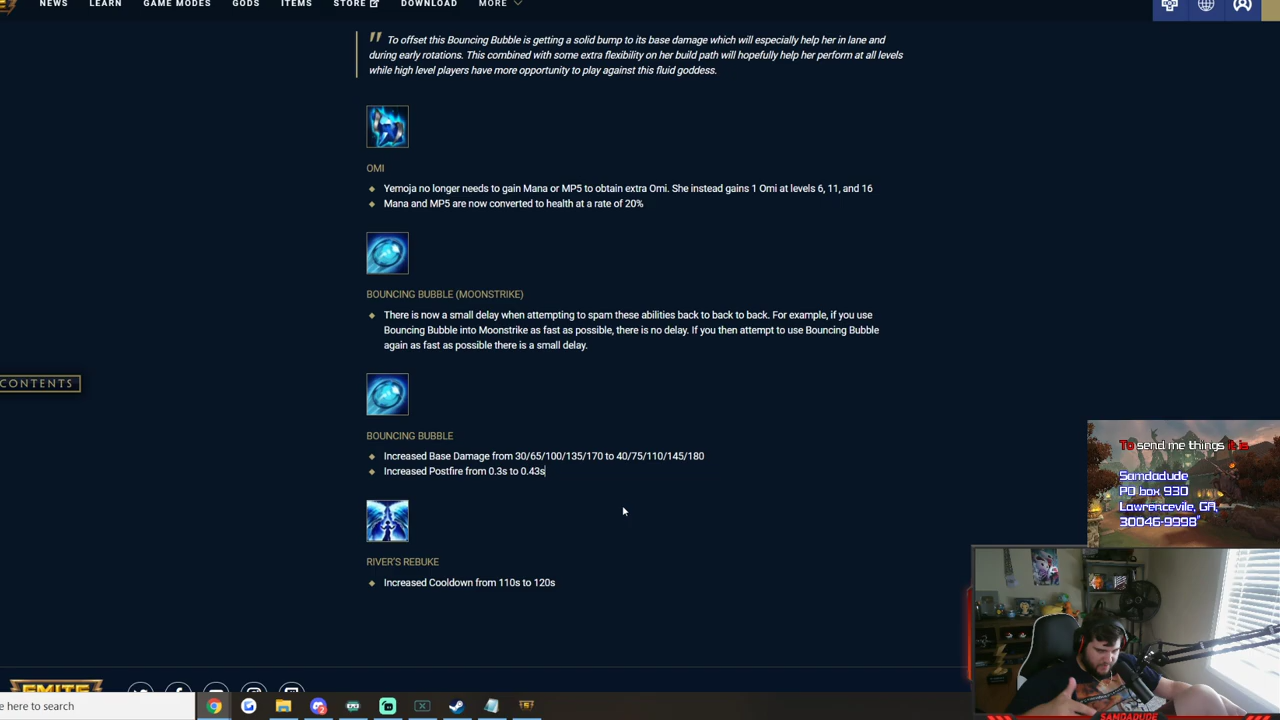 NEWS LEARN GAME MODES GODS ITEMS STORE DOWNLOAD MORE
" To offset this Bouncing Bubble is getting a solid bump to its base damage which will especially help her in lane and
during early rotations. This combined with some extra flexibility on her build path will hopefully help her perform at all levels
while high level players have more opportunity to play against this fluid goddess.
OMI
Yemoja no longer needs to gain Mana or MP5 to obtain extra Omi. She instead gains 1 Omi at levels 6, 11, and 16
Mana and MP5 are now converted to health at a rate of 20%
BOUNCING BUBBLE (MOONSTRIKE)
There is now a small delay when attempting to spam these abilities back to back to back. For example, if you use
Bouncing Bubble into Moonstrike as fast as possible, there is no delay. If you then attempt to use Bouncing Bubble
again as fast as possible there is a small delay.
CONTENTS
BOUNCING BUBBLE
Increased Base Damage from 30/65/100/135/170 to 40/75/110/145/180
Increased Postfire from 0.3s to 0.43s
RIVER'S REBUKE
Increased Cooldown from 110s to 120s
To send me things it is
Samdadude
PO box 930
Lawrencevile, GA,
30046-9998"
SMITE
e here to search
SAMDADUDE